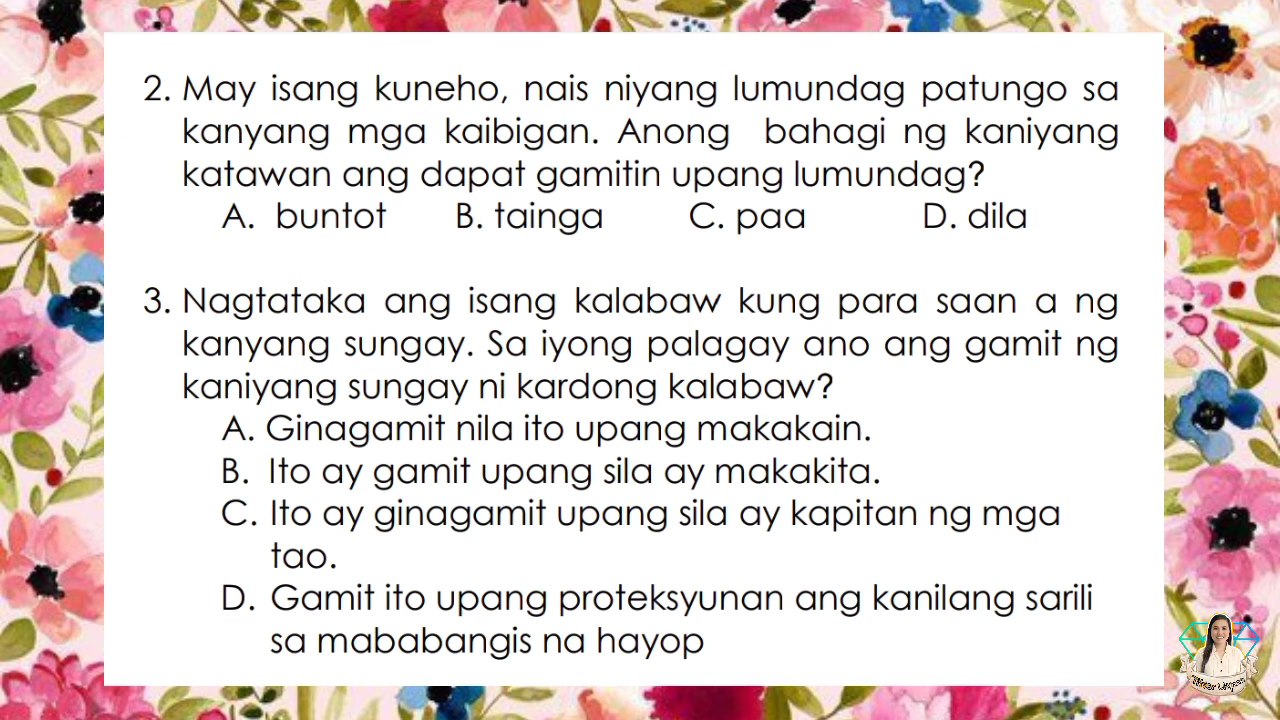 2. May isang kuneho, nais niyang lumundag patungo sa
kanyang mga kaibigan. Anong bahagi ng kaniyang
katawan ang dapat gamitin upang lumundag?
A. buntot B. tainga C. paa D. dila
3. Nagtataka ang isang kalabaw kung para saan a ng
kanyang sungay. Sa iyong palagay ano ang gamit ng
kaniyang sungay ni kardong kalabaw?
A. Ginagamit nila ito upang makakain.
B. Ito ay gamit upang sila ay makakita.
C. Ito ay ginagamit upang sila ay kapitan ng mga
tao.
D. Gamit ito upang proteksyunan ang kanilang sarili
sa mababangis na hayop